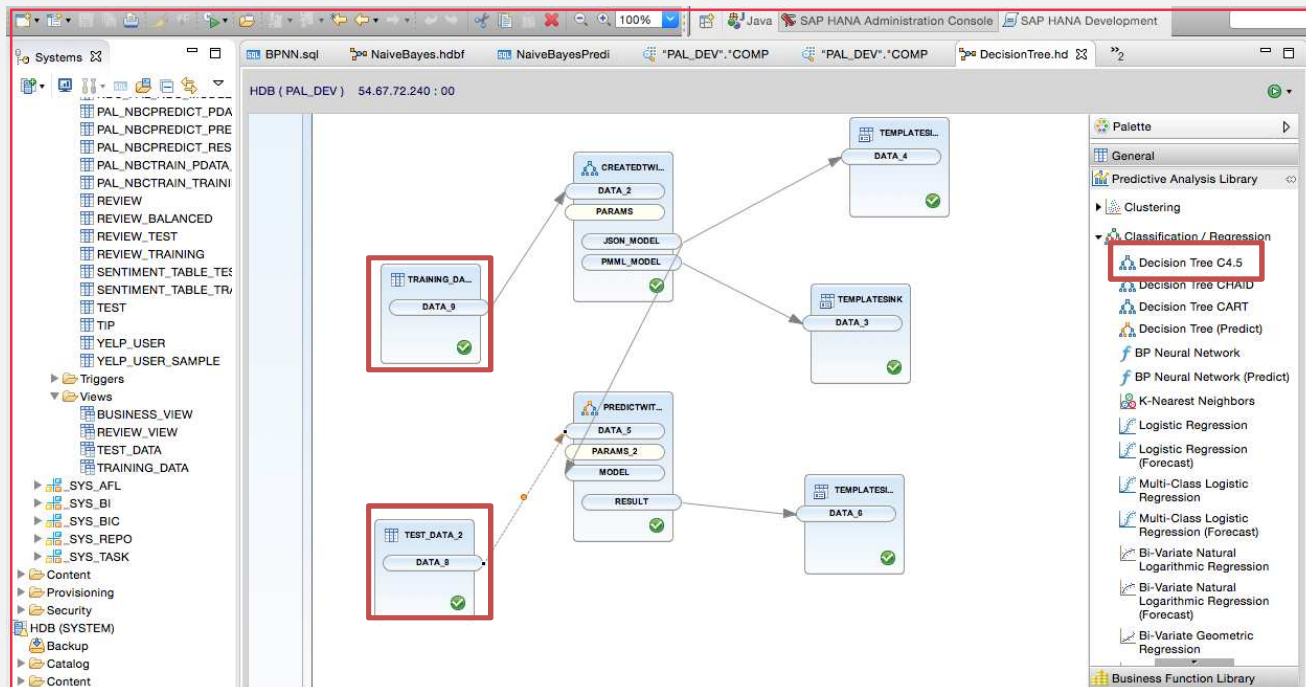 100%
Java
SAP HANA Administration Console
SAP HANA Development
Systems
BPNN.sql
NaiveBayes.hdbf
NaiveBayesPredi
"PAL_DEV"."COMP
"PAL_DEV"."COMP
DecisionTree.hd
»2
HDB ( PAL_DEV ) 54.67.72.240 : 00
PAL_NBCPREDICT_PDA
PAL_NBCPREDICT_PRE
PAL_NBCPREDICT_RES
PAL_NBCTRAIN_PDATA
PAL_NBCTRAIN_TRAINI
REVIEW
REVIEW_BALANCED
REVIEW_TEST
REVIEW_TRAINING
SENTIMENT_TABLE_TES
SENTIMENT_TABLE_TRA
TEST
TIP
YELP_USER
YELP_USER_SAMPLE
Triggers
Views
BUSINESS_VIEW
REVIEW_VIEW
TEST_DATA
TRAINING_DATA
_SYS_AFL
_SYS_BI
_SYS_BIC
_SYS_REPO
_SYS_TASK
Content
Provisioning
Security
HDB (SYSTEM)
Backup
Catalog
Content
TRAINING_DA...
DATA_9
TEST_DATA_2
DATA_8
CREATEDTWI...
DATA_2
PARAMS
JSON_MODEL
PMML_MODEL
PREDICTWIT...
DATA_5
PARAMS_2
MODEL
RESULT
TEMPLATESI...
DATA_4
TEMPLATESINK
DATA_3
TEMPLATESI...
DATA_6
Palette
General
Predictive Analysis Library
Clustering
Classification / Regression
Decision Tree C4.5
Decision Tree CHAID
Decision Tree CART
Decision Tree (Predict)
BP Neural Network
BP Neural Network (Predict)
K-Nearest Neighbors
Logistic Regression
Logistic Regression
(Forecast)
Multi-Class Logistic
Regression
Multi-Class Logistic
Regression (Forecast)
Bi-Variate Natural
Logarithmic Regression
Bi-Variate Natural
Logarithmic Regression
(Forecast)
Bi-Variate Geometric
Regression
Business Function Library